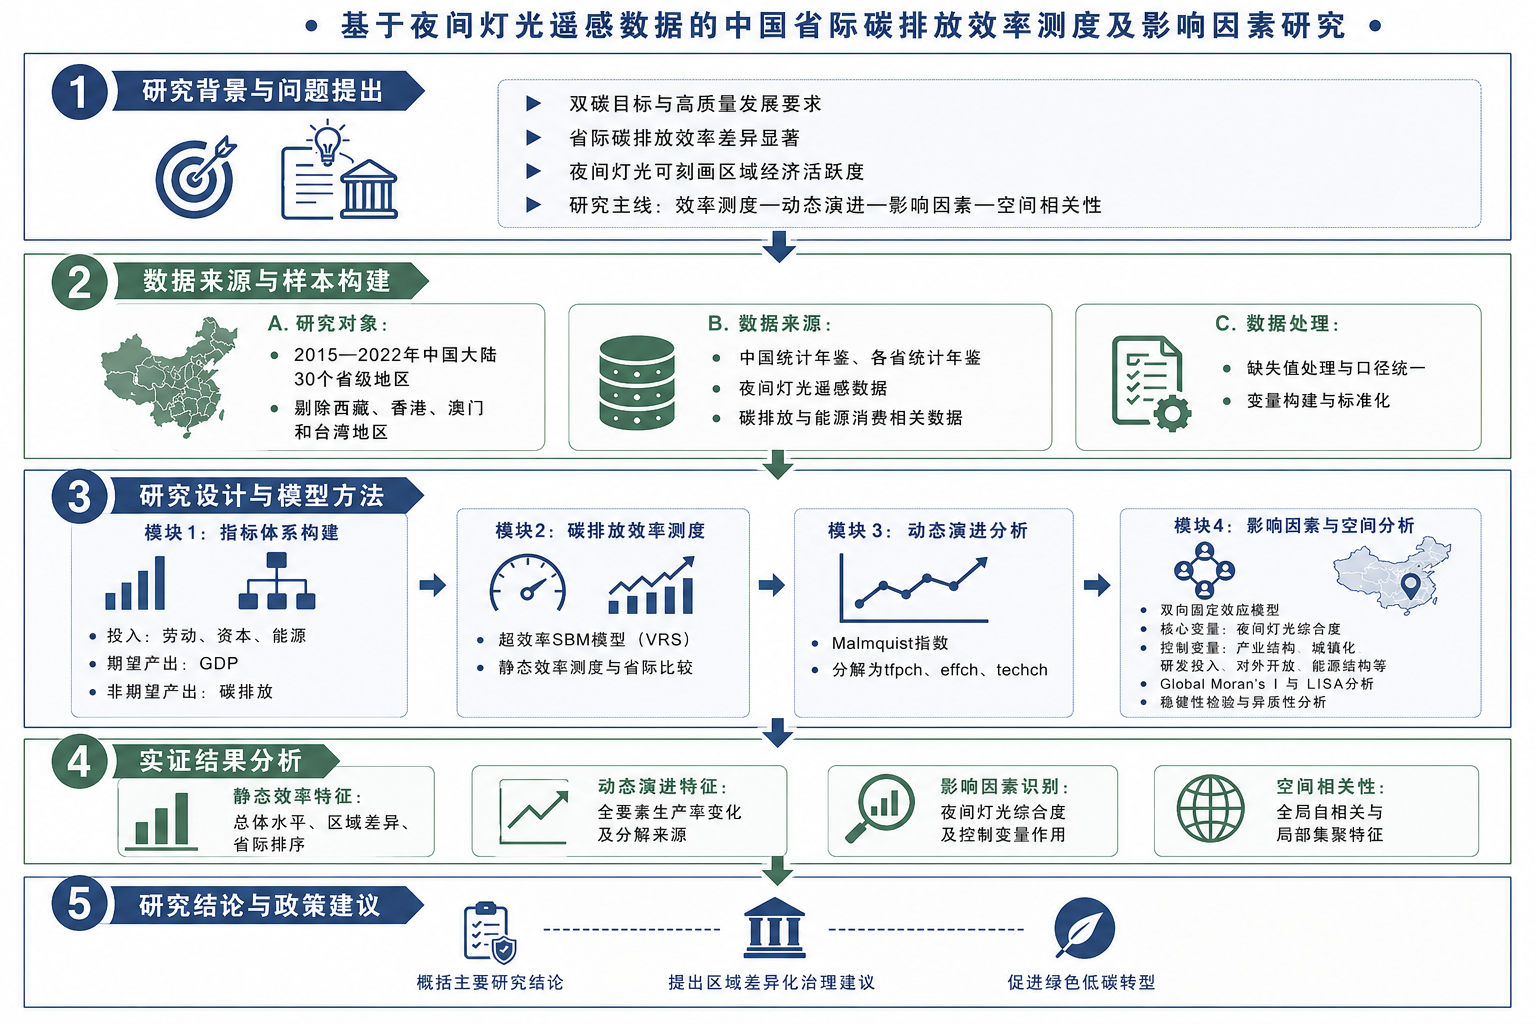 • 基于夜间灯光遥感数据的中国省际碳排放效率测度及影响因素研究 •
1 研究背景与问题提出
▶ 双碳目标与高质量发展要求
▶ 省际碳排放效率差异显著
▶ 夜间灯光可刻画区域经济活跃度
▶ 研究主线：效率测度—动态演进—影响因素—空间相关性
2 数据来源与样本构建
A. 研究对象：
• 2015—2022年中国大陆
30个省级地区
• 剔除西藏、香港、澳门
和台湾地区
B. 数据来源：
• 中国统计年鉴、各省统计年鉴
• 夜间灯光遥感数据
• 碳排放与能源消费相关数据
C. 数据处理：
• 缺失值处理与口径统一
• 变量构建与标准化
3 研究设计与模型方法
模块1：指标体系构建
• 投入：劳动、资本、能源
• 期望产出：GDP
• 非期望产出：碳排放
模块2：碳排放效率测度
• 超效率SBM模型（VRS）
• 静态效率测度与省际比较
模块 3：动态演进分析
• Malmquist指数
• 分解为tfpch、effch、techch
模块4：影响因素与空间分析
• 双向固定效应模型
• 核心变量：夜间灯光综合度
• 控制变量：产业结构、城镇化、
研发投入、对外开放、能源结构等
• Global Moran's I 与 LISA分析
• 稳健性检验与异质性分析
4 实证结果分析
静态效率特征：
总体水平、区域差异、
省际排序
动态演进特征：
全要素生产率变化
及分解来源
影响因素识别：
夜间灯光综合度
及控制变量作用
空间相关性：
全局自相关与
局部集聚特征
5 研究结论与政策建议
概括主要研究结论
提出区域差异化治理建议
促进绿色低碳转型